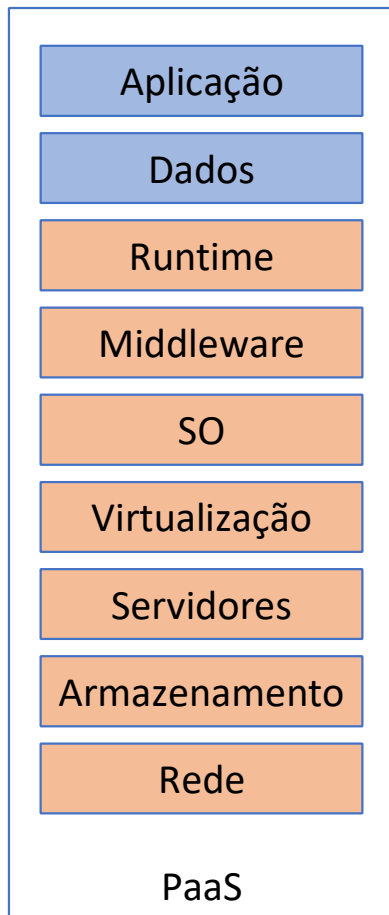 Aplicação
Dados
Runtime
Middleware
SO
Virtualização
Servidores
Armazenamento
Rede
PaaS